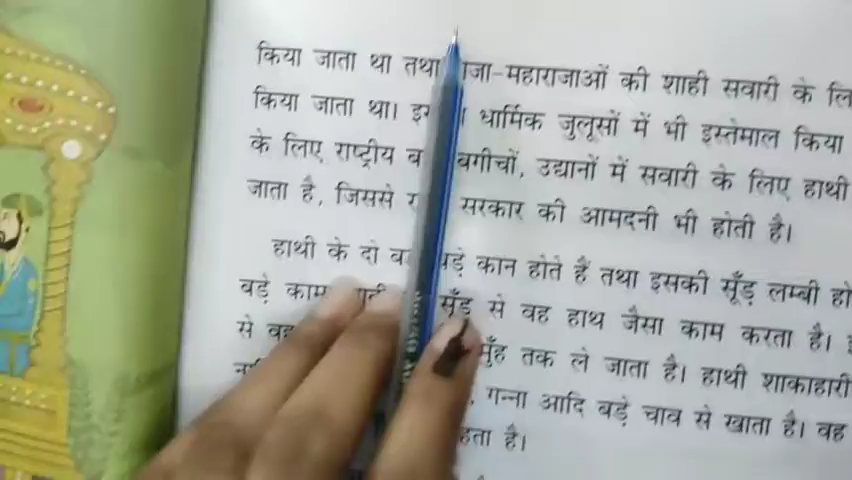 किया जाता था तथा महाराजाओं की शाही सवारी के
किया जाता था। धार्मिक जुलूसों में भी इस्तेमाल किया
के लिए राष्ट्रीय बगीचों, उद्यानों में सवारी के लिए हाथी
जाता है, जिससे सरकार की आमदनी भी होती है।
हाथी के दो कान होते हैं तथा इसकी सूँड़ लम्बी
बड़े काम सूँड़ से वह हाथ जैसा काम करता है।
से मुँह तक ले जाता है। हाथी शाकाहारी
गन्ना आदि बड़े चाव से खाता है। वह
है।